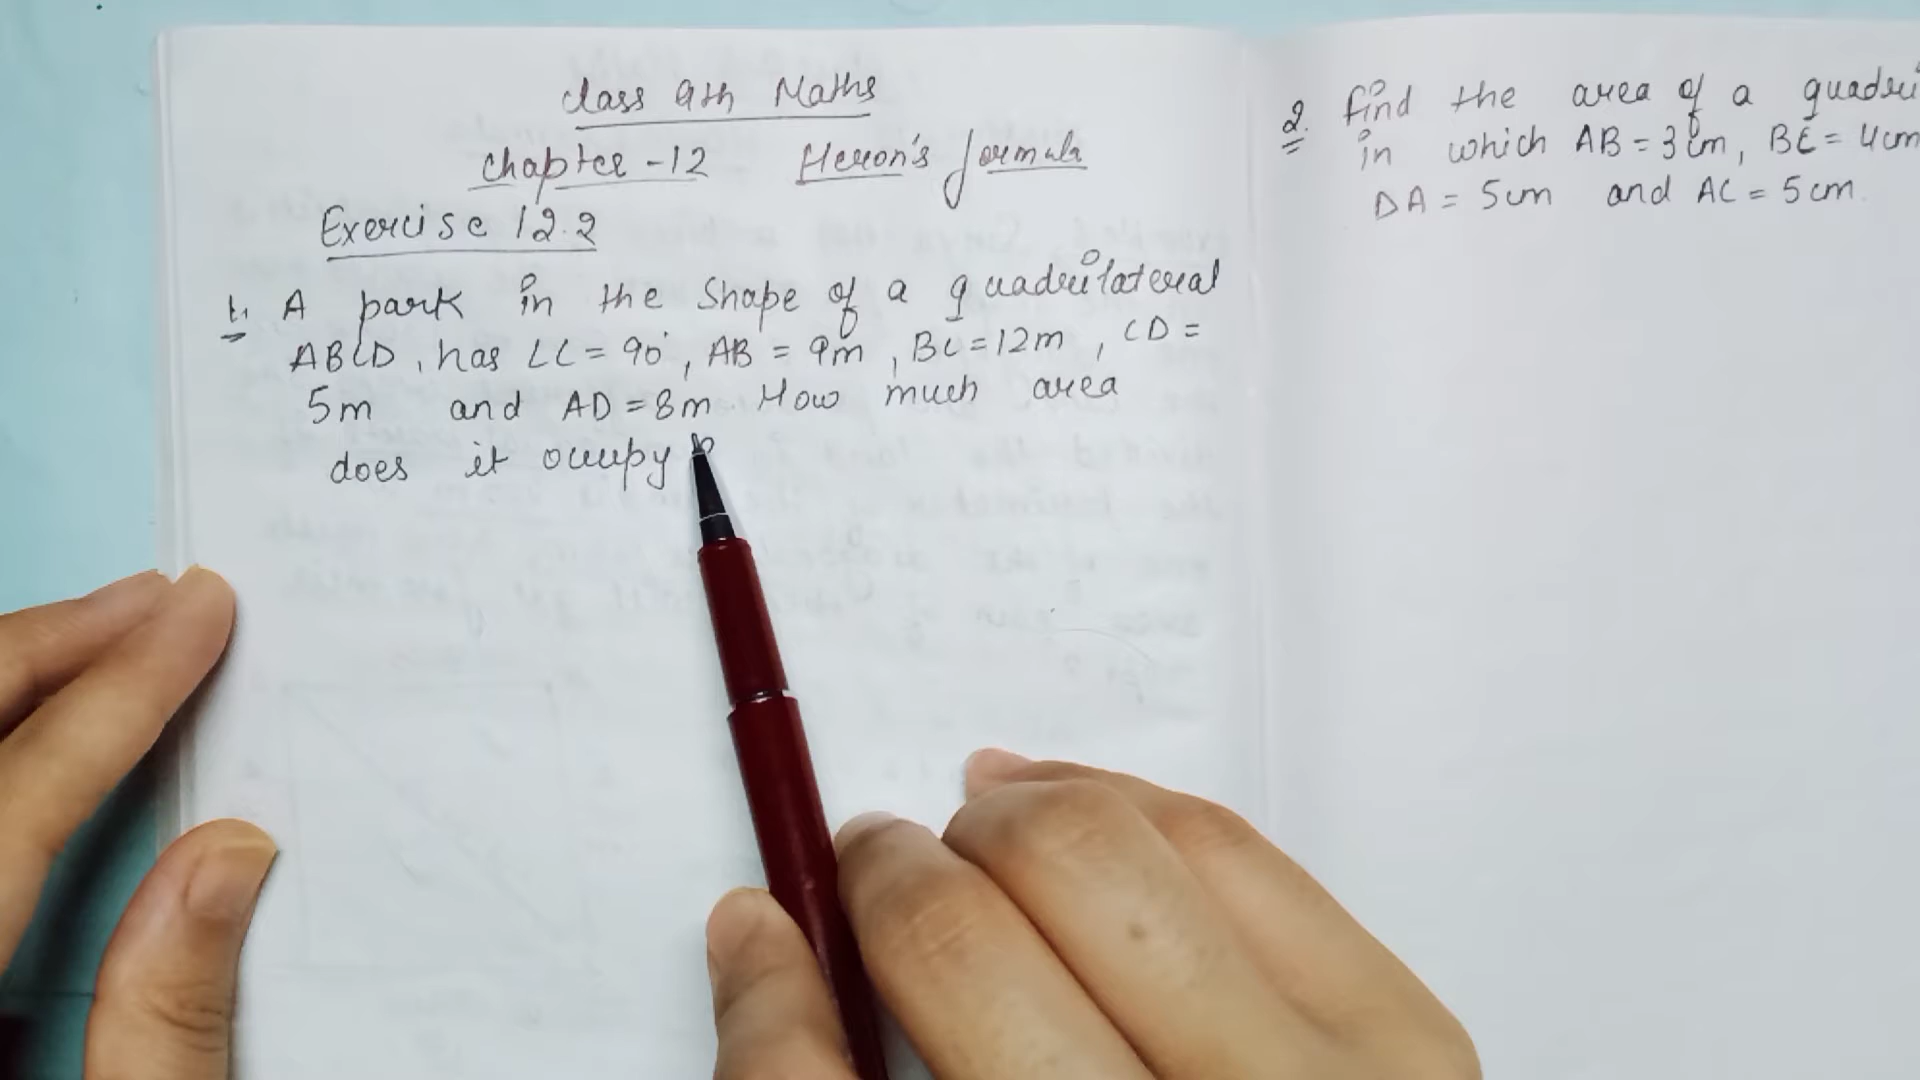 Class 9th Maths
Chapter - 12 Heron's formula
Exercise 12.2
1. A park in the shape of a quadrilateral
ABCD, has ∠C = 90°, AB = 9m, BC = 12m, CD =
5m and AD = 8m. How much area
does it occupy
2. find the area of a
in which AB = 3cm, BC = 4cm
DA = 5cm and AC = 5cm.